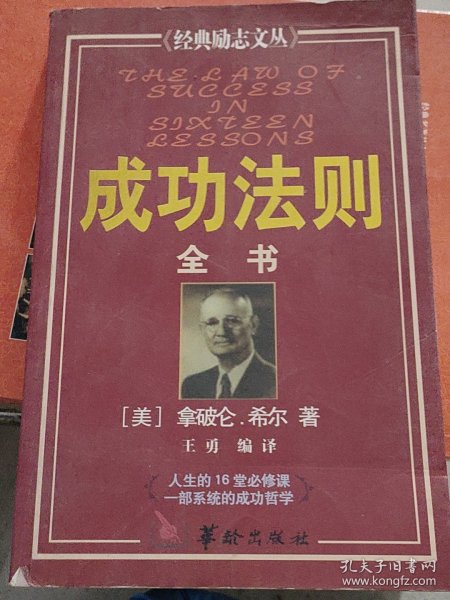 《经典励志文丛》
THE LAW OF
SUCCESS
IN
SIXTEEN
LESSONS
成功法则
全书
[美] 拿破仑.希尔 著
王勇 编译
人生的16堂必修课
一部系统的成功哲学
华龄出版社
孔夫子旧书网
www.kongfz.com